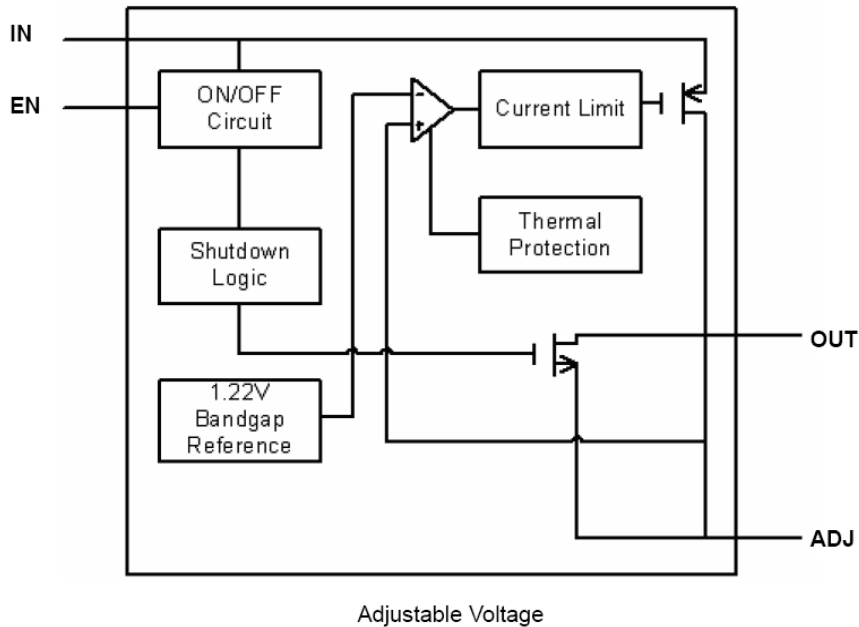 IN
EN
ON/OFF
Circuit
-
+
Current Limit
Shutdown
Logic
Thermal
Protection
OUT
1.22V
Bandgap
Reference
ADJ
Adjustable Voltage